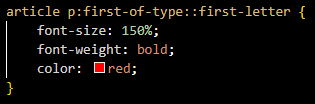 article p:first-of-type::first-letter {
    font-size: 150%;
    font-weight: bold;
    color: red;
}